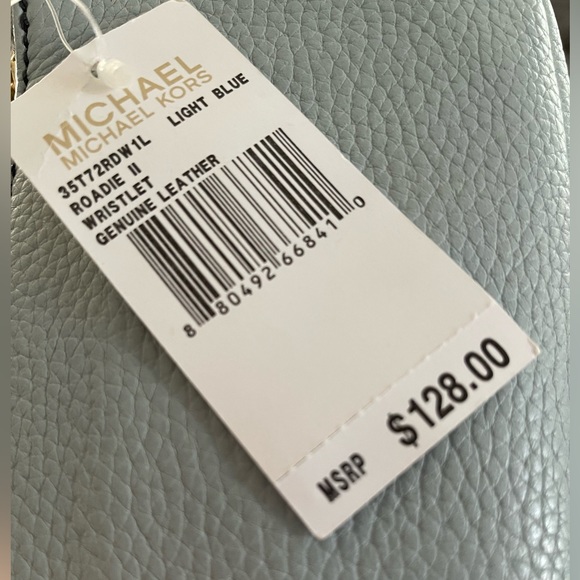 MICHAEL
MICHAEL KORS
35T72RDW1L LIGHT BLUE
ROADIE II
WRISTLET
GENUINE LEATHER
8 80492 66841 0
MSRP $128.00